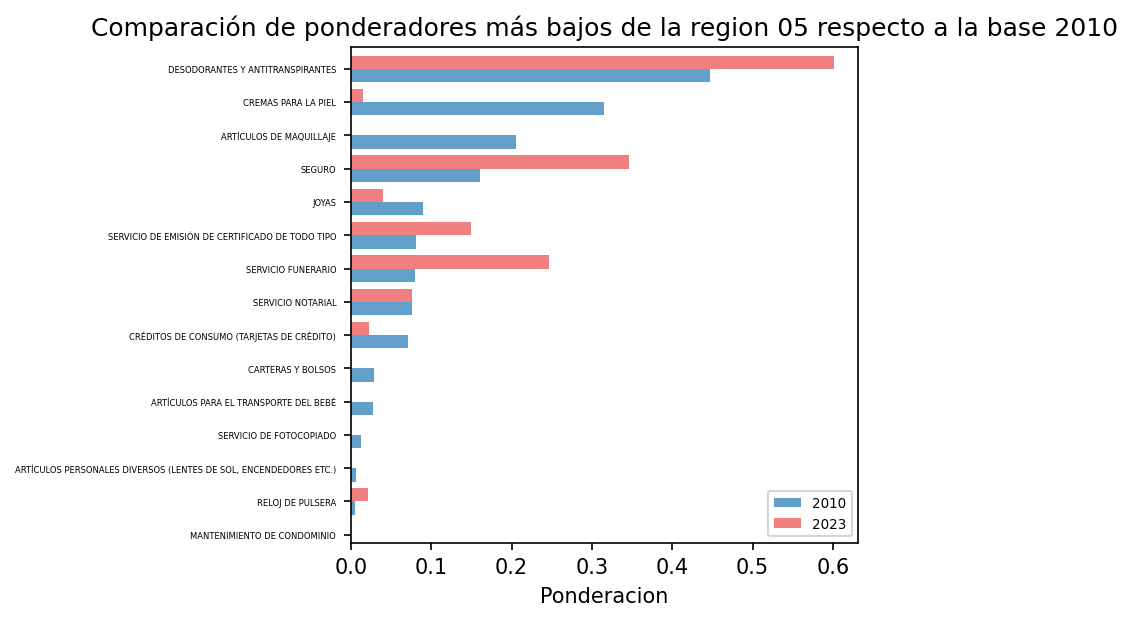 Comparación de ponderadores más bajos de la region 05 respecto a la base 2010
DESODORANTES Y ANTITRANSPIRANTES
CREMAS PARA LA PIEL
ARTÍCULOS DE MAQUILLAJE
SEGURO
JOYAS
SERVICIO DE EMISIÓN DE CERTIFICADO DE TODO TIPO
SERVICIO FUNERARIO
SERVICIO NOTARIAL
CRÉDITOS DE CONSUMO (TARJETAS DE CRÉDITO)
CARTERAS Y BOLSOS
ARTÍCULOS PARA EL TRANSPORTE DEL BEBÉ
SERVICIO DE FOTOCOPIADO
ARTÍCULOS PERSONALES DIVERSOS (LENTES DE SOL, ENCENDEDORES ETC.)
RELOJ DE PULSERA
MANTENIMIENTO DE CONDOMINIO
2010
2023
0.0 0.1 0.2 0.3 0.4 0.5 0.6
Ponderacion